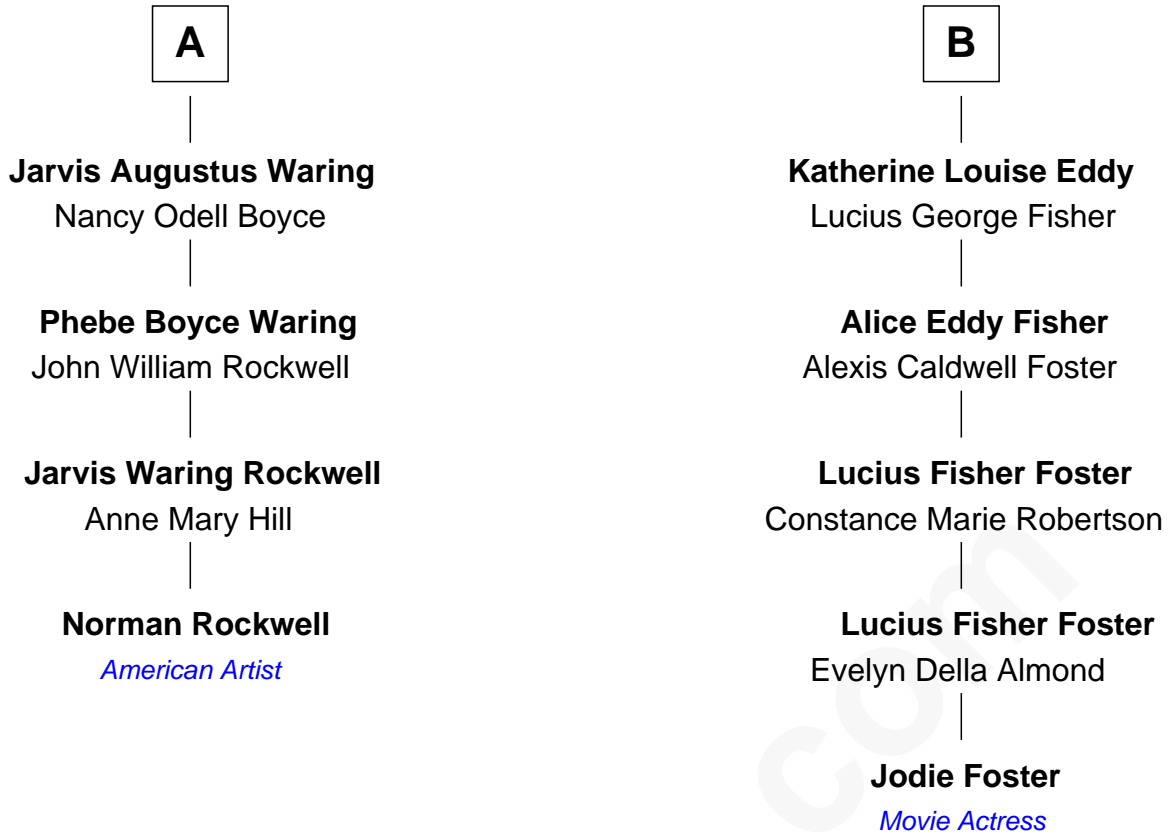 A
Jarvis Augustus Waring
Nancy Odell Boyce
Phebe Boyce Waring
John William Rockwell
Jarvis Waring Rockwell
Anne Mary Hill
Norman Rockwell
American Artist
B
Katherine Louise Eddy
Lucius George Fisher
Alice Eddy Fisher
Alexis Caldwell Foster
Lucius Fisher Foster
Constance Marie Robertson
Lucius Fisher Foster
Evelyn Della Almond
Jodie Foster
Movie Actress
com